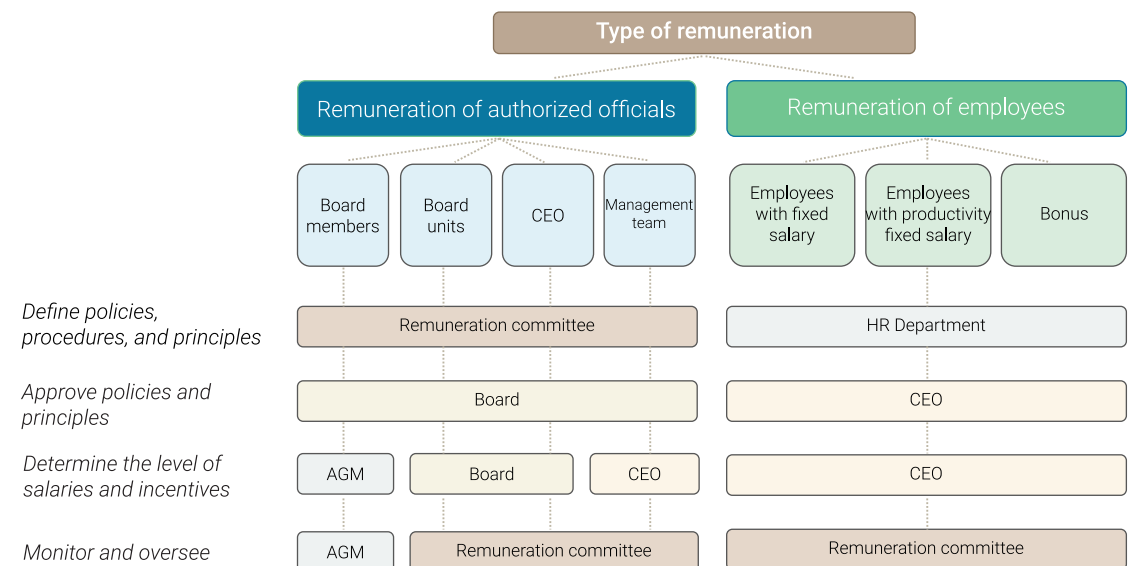 Type of remuneration
Remuneration of authorized officials
Remuneration of employees
Board
members
Board
units
CEO
Management
team
Employees
with fixed
salary
Employees
with productivity
fixed salary
Bonus
Define policies,
procedures, and principles
Remuneration committee
HR Department
Approve policies and
principles
Board
CEO
Determine the level of
salaries and incentives
AGM
Board
CEO
CEO
Monitor and oversee
AGM
Remuneration committee
Remuneration committee